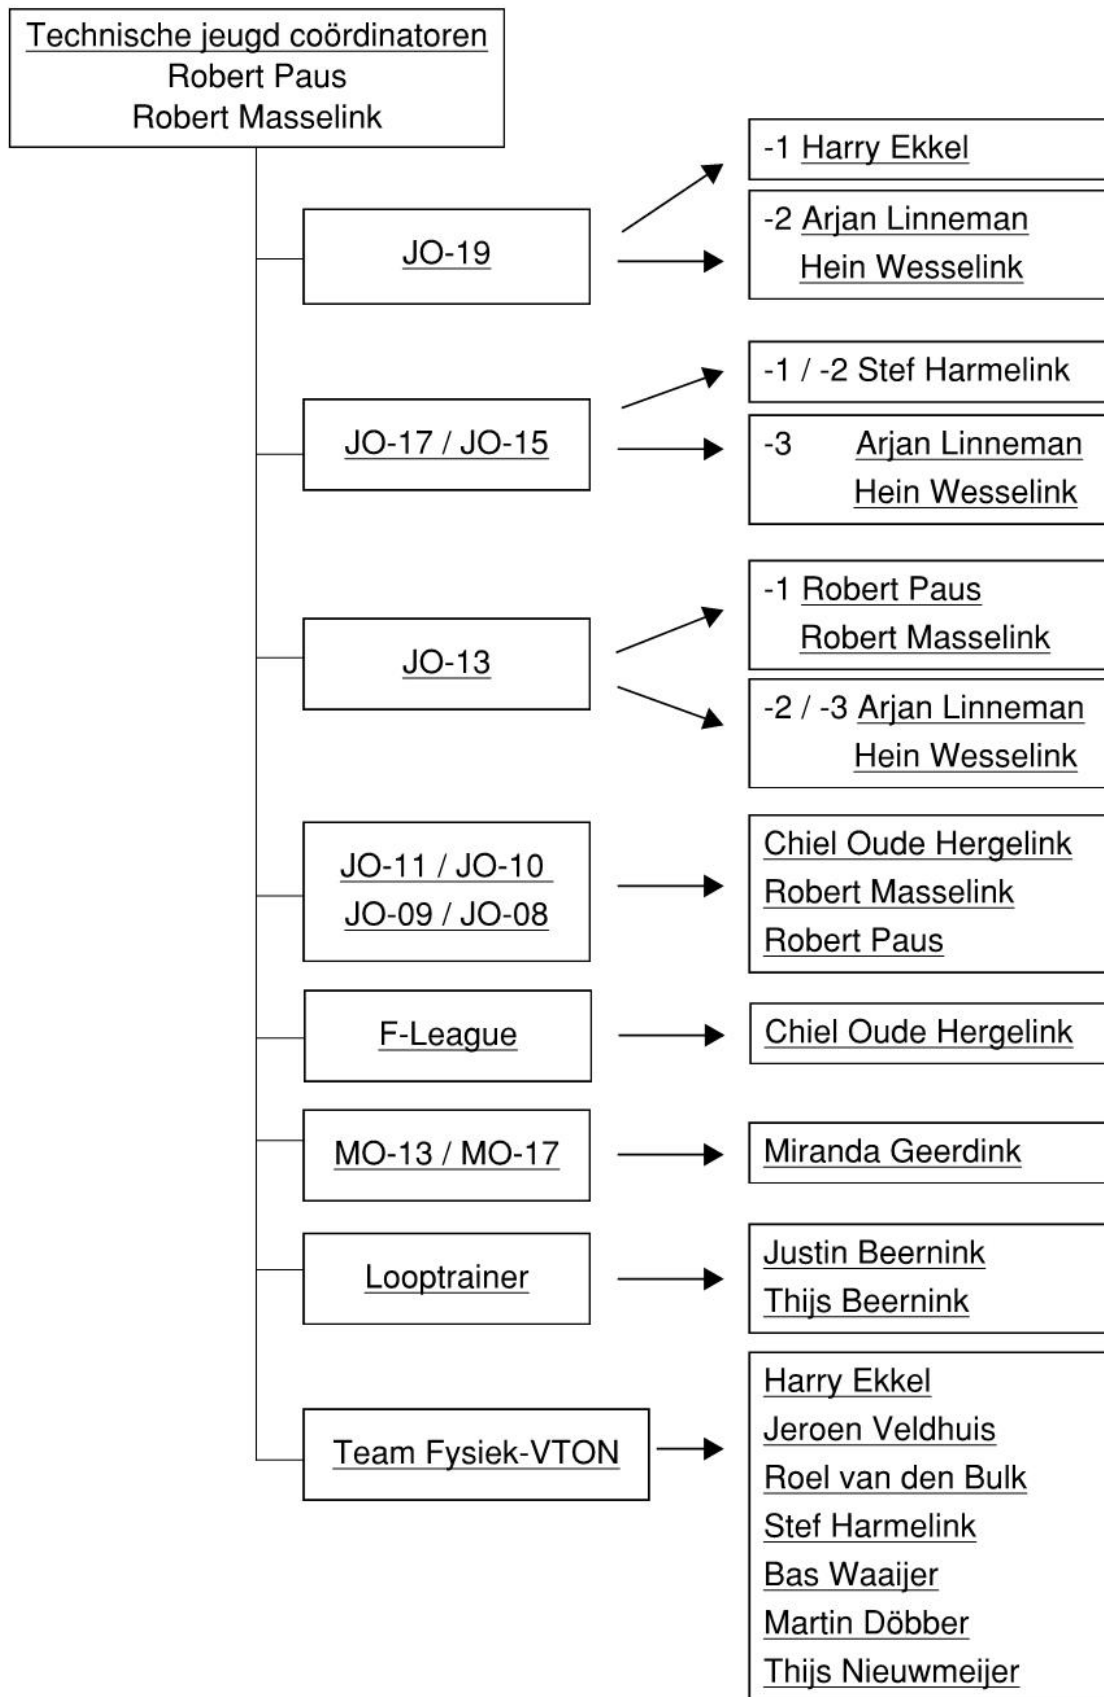 Technische jeugd coördinatoren
Robert Paus
Robert Masselink
JO-19
-1 Harry Ekkel
-2 Arjan Linneman
Hein Wesselink
JO-17 / JO-15
-1 / -2 Stef Harmelink
-3 Arjan Linneman
Hein Wesselink
JO-13
-1 Robert Paus
Robert Masselink
-2 / -3 Arjan Linneman
Hein Wesselink
JO-11 / JO-10
JO-09 / JO-08
Chiel Oude Hergelink
Robert Masselink
Robert Paus
F-League
Chiel Oude Hergelink
MO-13 / MO-17
Miranda Geerdink
Looptrainer
Justin Beernink
Thijs Beernink
Team Fysiek-VTON
Harry Ekkel
Jeroen Veldhuis
Roel van den Bulk
Stef Harmelink
Bas Waaijer
Martin Döbber
Thijs Nieuwmeijer